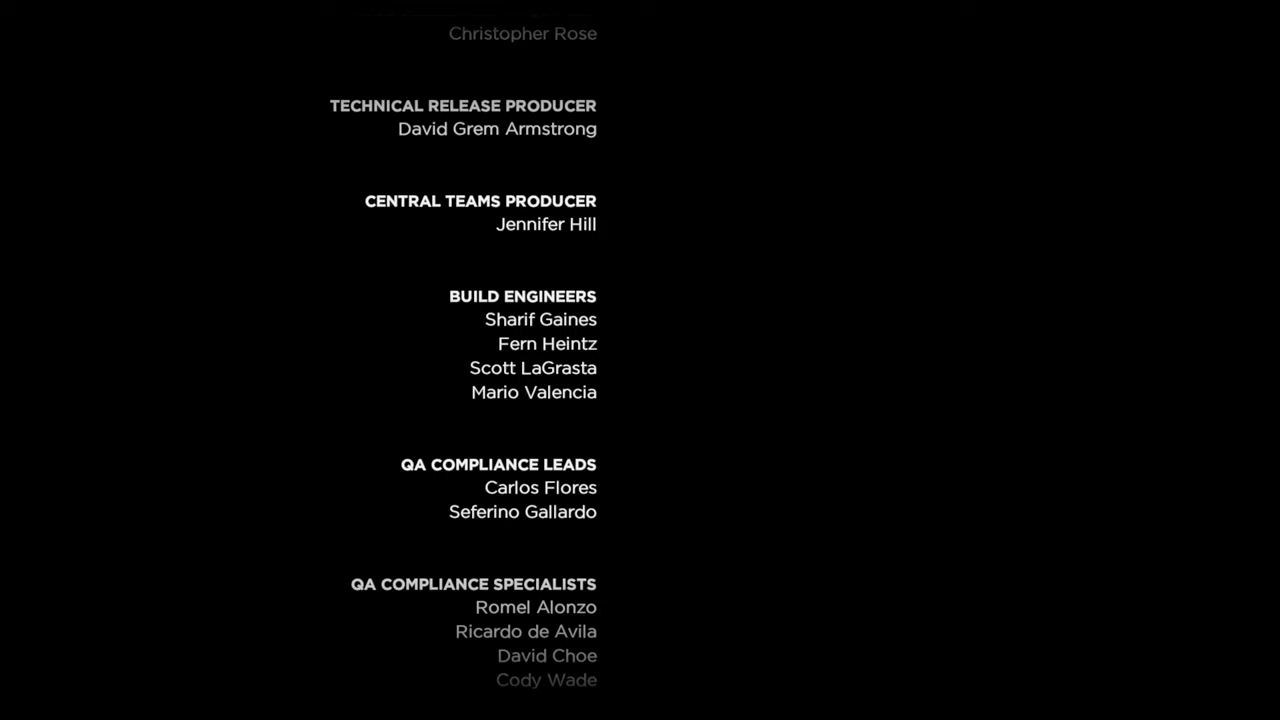 Christopher Rose
TECHNICAL RELEASE PRODUCER
David Grem Armstrong
CENTRAL TEAMS PRODUCER
Jennifer Hill
BUILD ENGINEERS
Sharif Gaines
Fern Heintz
Scott LaGrasta
Mario Valencia
QA COMPLIANCE LEADS
Carlos Flores
Seferino Gallardo
QA COMPLIANCE SPECIALISTS
Romel Alonzo
Ricardo de Avila
David Choe
Cody Wade